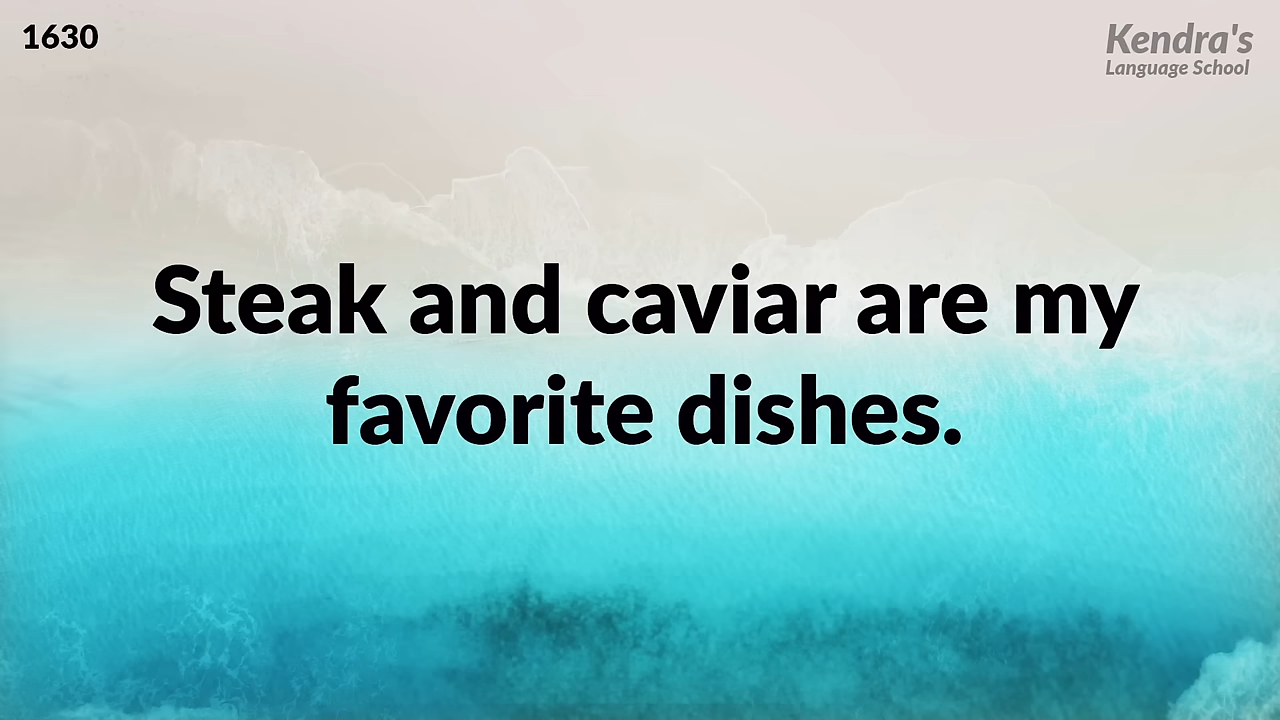 1630
Kendra's
Language School
Steak and caviar are my
favorite dishes.